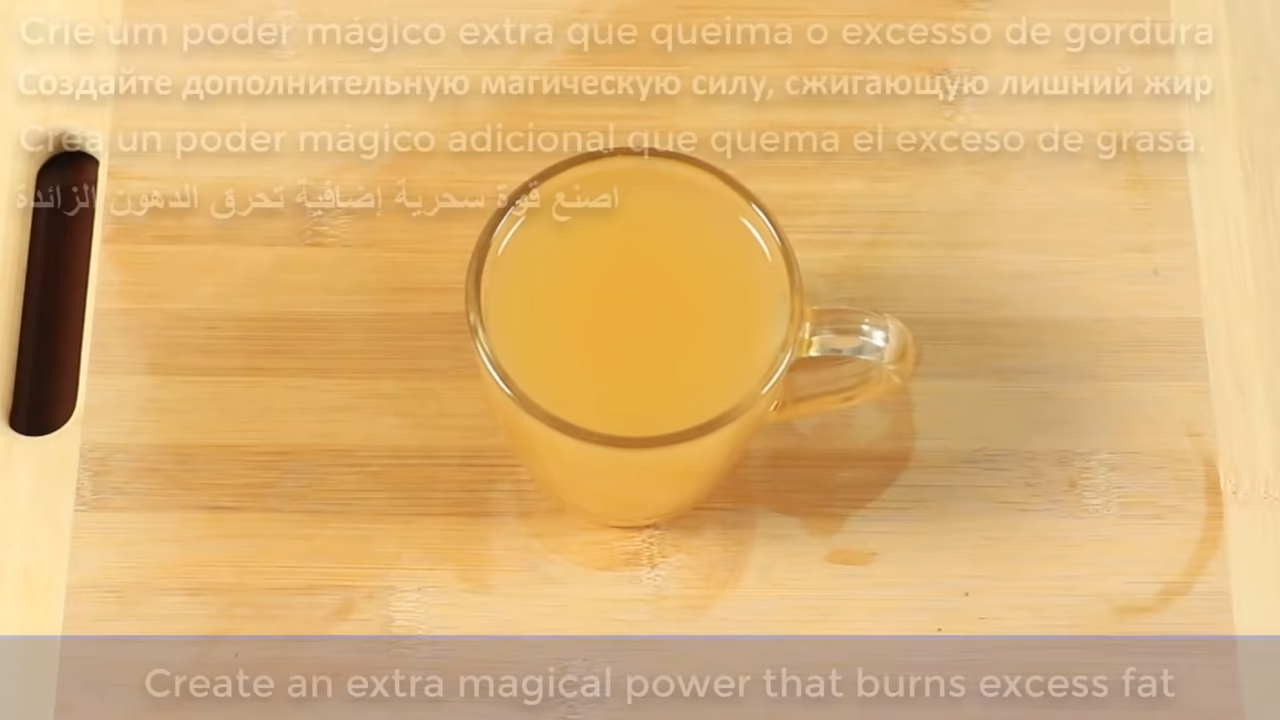 Crie um poder mágico extra que queima o excesso de gordura
Создайте дополнительную магическую силу, сжигающую лишний жир
Crea un poder mágico adicional que quema el exceso de grasa.
اصنع قوة سحرية إضافية تحرق الدهون الزائدة
Create an extra magical power that burns excess fat